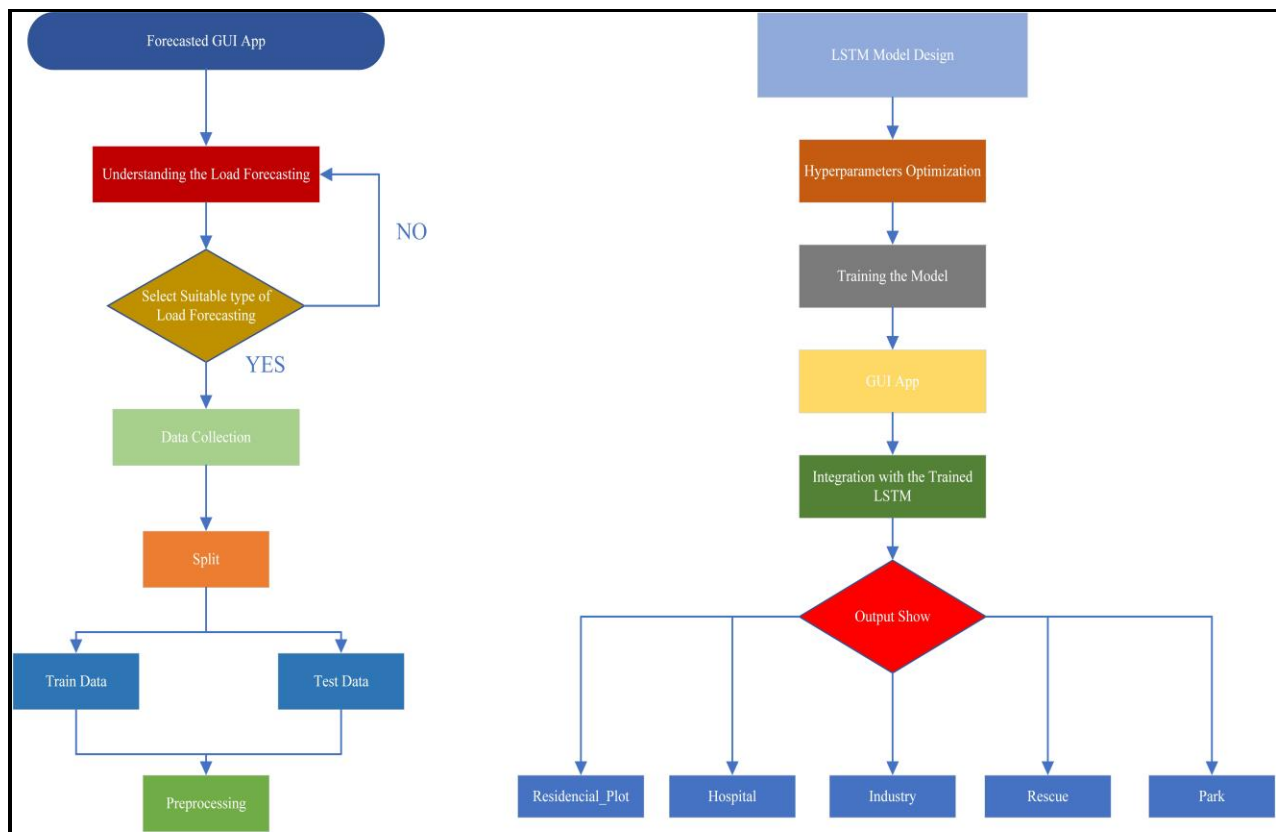 Forecasted GUI App
Understanding the Load Forecasting
NO
Select Suitable type of
Load Forecasting
YES
Data Collection
Split
Train Data
Test Data
Preprocessing
LSTM Model Design
Hyperparameters Optimization
Training the Model
GUI App
Integration with the Trained
LSTM
Output Show
Residencial_Plot
Hospital
Industry
Rescue
Park